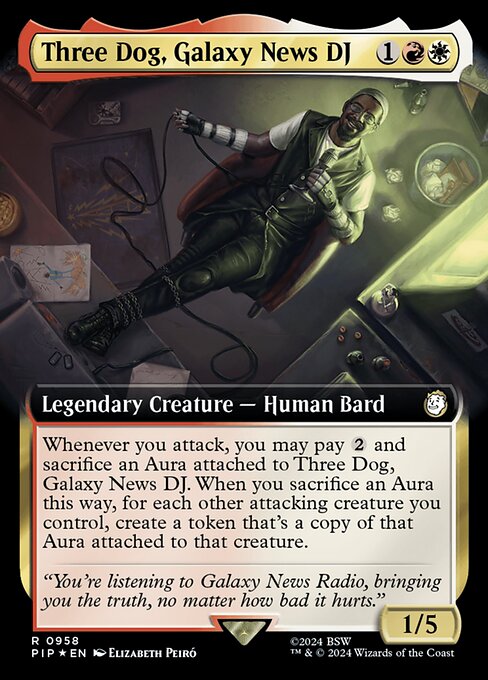 Three Dog, Galaxy News DJ 1
Legendary Creature — Human Bard
Whenever you attack, you may pay 2 and
sacrifice an Aura attached to Three Dog,
Galaxy News DJ. When you sacrifice an Aura
this way, for each other attacking creature you
control, create a token that's a copy of that
Aura attached to that creature.
"You're listening to Galaxy News Radio, bringing
you the truth, no matter how bad it hurts."
1/5
R 0958
PIP ★ EN Elizabeth Peiró
©2024 BSW
™ & © 2024 Wizards of the Coast